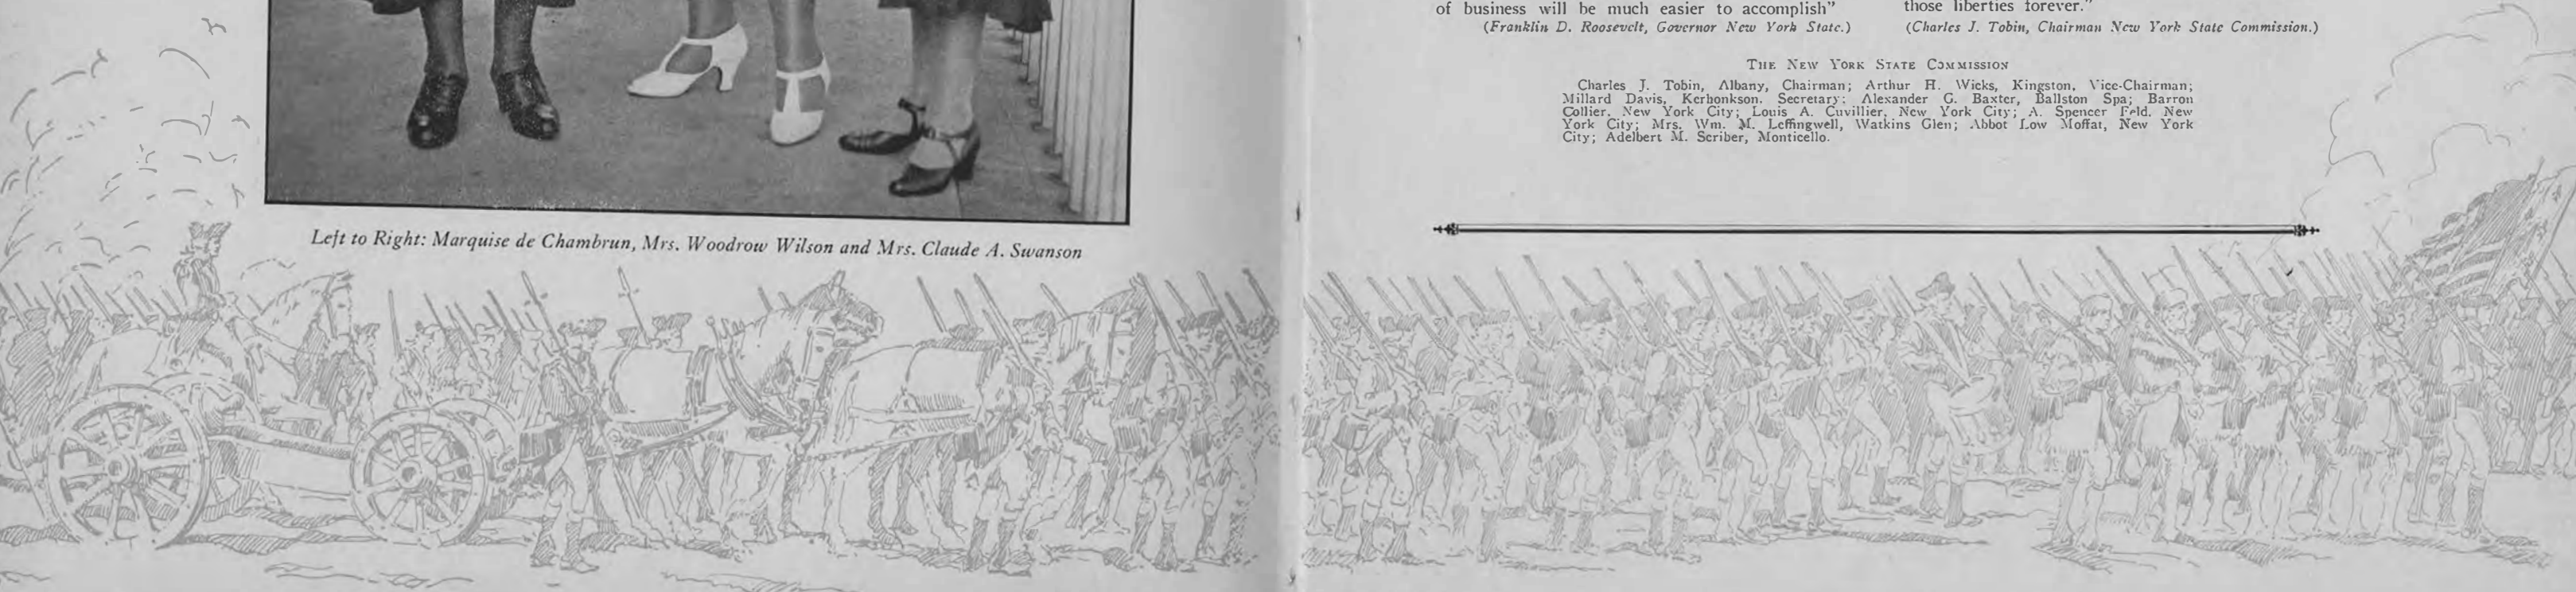 Left to Right: Marquise de Chambrun, Mrs. Woodrow Wilson and Mrs. Claude A. Swanson
of business will be much easier to accomplish"
(Franklin D. Roosevelt, Governor New York State.)
those liberties forever."
(Charles J. Tobin, Chairman New York State Commission.)
THE NEW YORK STATE COMMISSION
Charles J. Tobin, Albany, Chairman; Arthur H. Wicks, Kingston, Vice-Chairman;
Millard Davis, Kerhonkson, Secretary; Alexander G. Baxter, Ballston Spa; Barron
Collier, New York City; Louis A. Cuvillier, New York City; A. Spencer Feld, New
York City; Mrs. Wm. M. Leffingwell, Watkins Glen; Abbot Low Moffat, New York
City; Adelbert M. Scriber, Monticello.